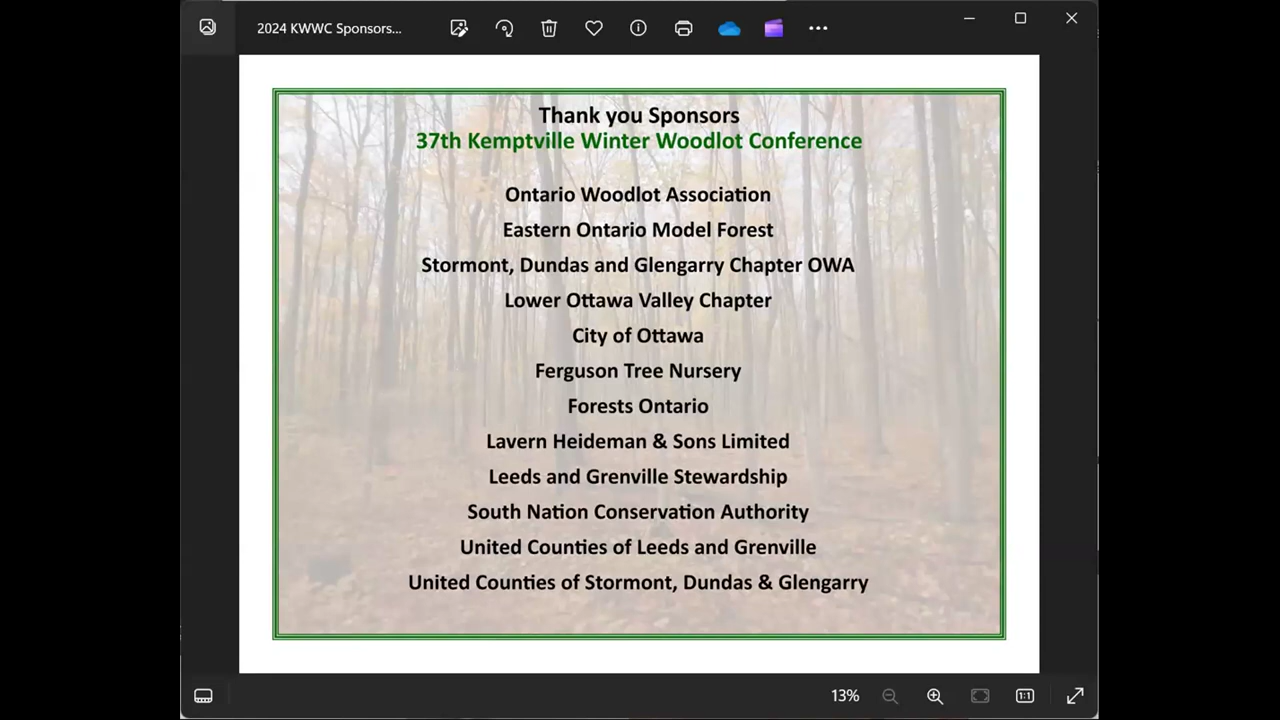 2024 KWWC Sponsors...
Thank you Sponsors
37th Kemptville Winter Woodlot Conference
Ontario Woodlot Association
Eastern Ontario Model Forest
Stormont, Dundas and Glengarry Chapter OWA
Lower Ottawa Valley Chapter
City of Ottawa
Ferguson Tree Nursery
Forests Ontario
Lavern Heideman & Sons Limited
Leeds and Grenville Stewardship
South Nation Conservation Authority
United Counties of Leeds and Grenville
United Counties of Stormont, Dundas & Glengarry
13%
1:1